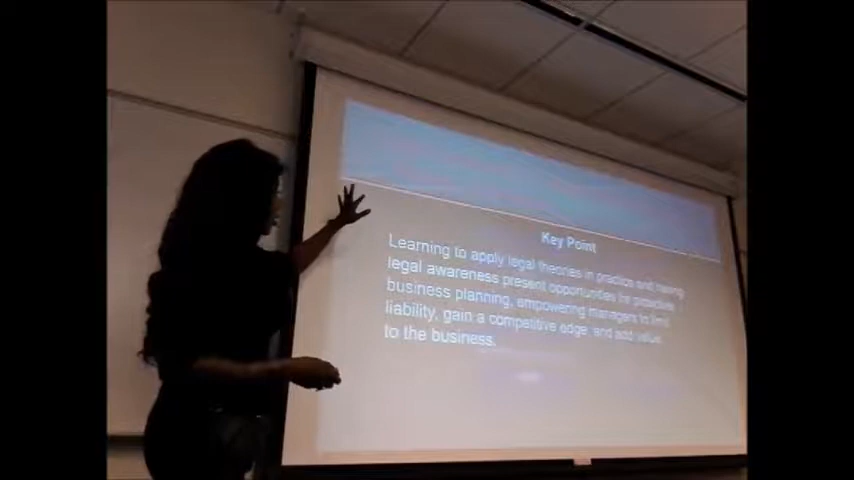 Key Point
Learning to apply legal theories in practice and having
legal awareness present opportunities for proactive
business planning, empowering managers to limit
liability, gain a competitive edge, and add value
to the business.